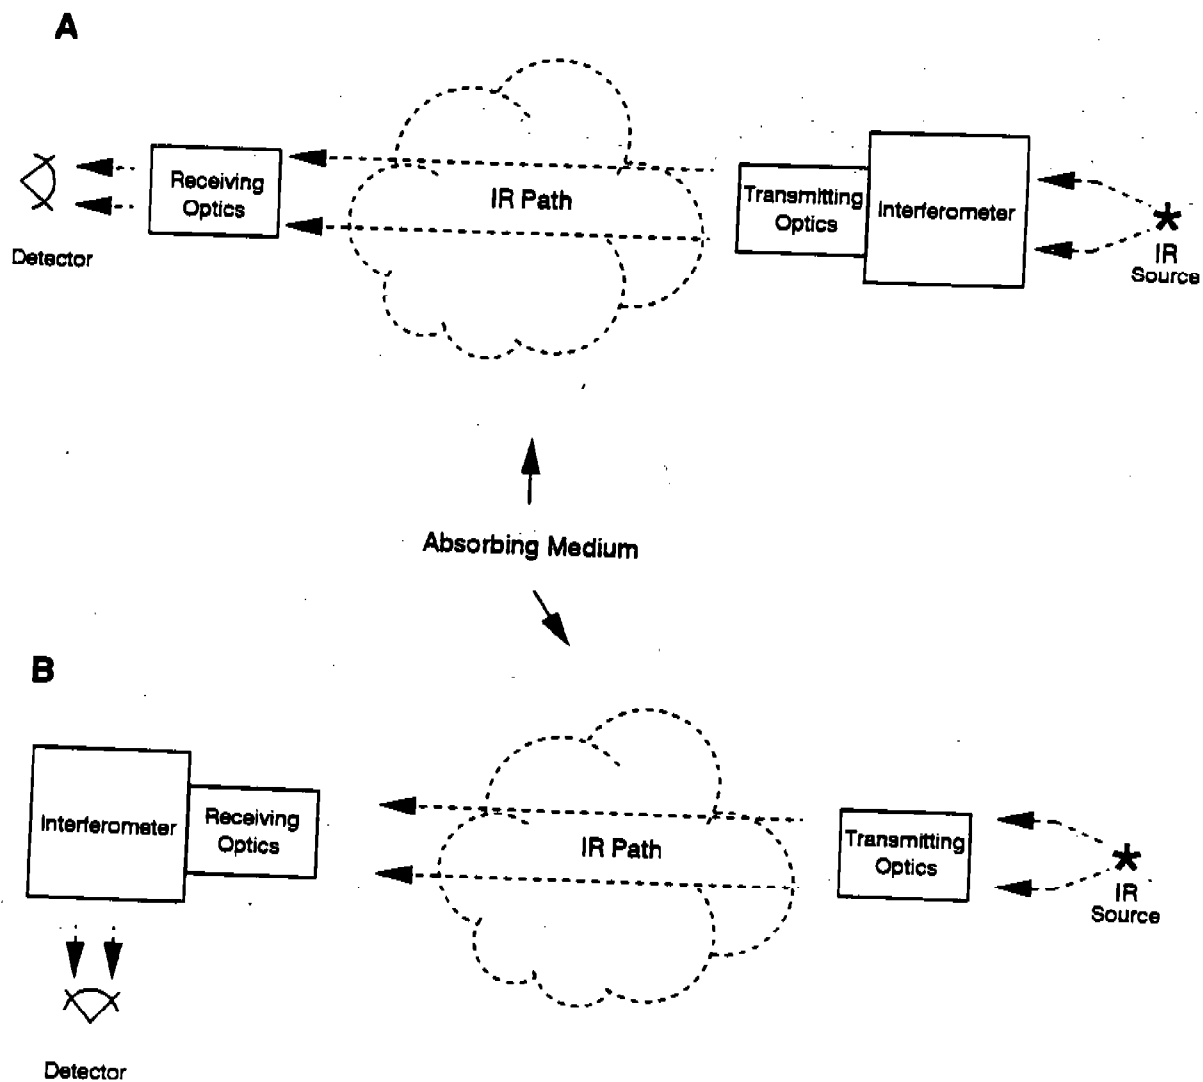 A
Receiving
Optics
IR Path
Transmitting
Optics
Interferometer
IR
Source
Detector
Absorbing Medium
B
Interferometer
Receiving
Optics
IR Path
Transmitting
Optics
IR
Source
Detector